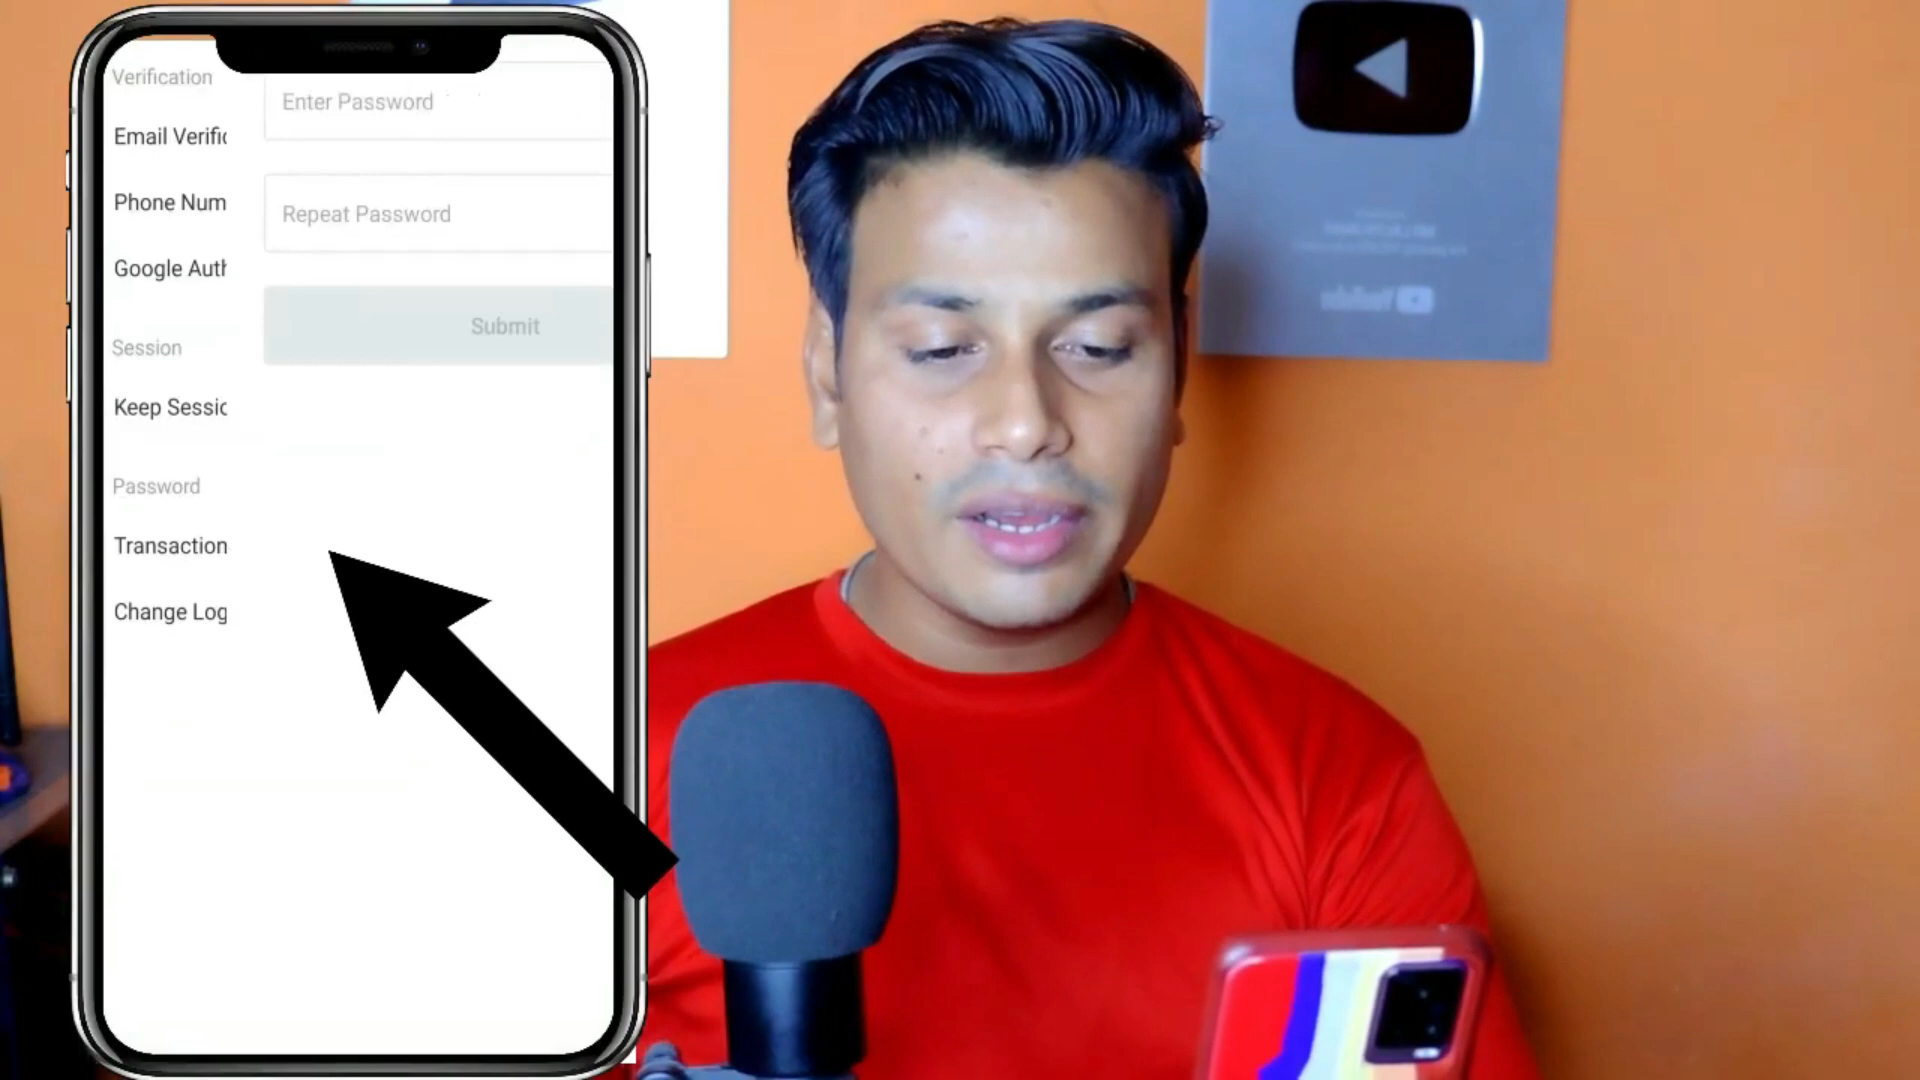 Verification
Enter Password
Email Verific
Phone Num
Repeat Password
Google Auth
Submit
Session
Keep Sessic
Password
Transaction
Change Log
YouTube